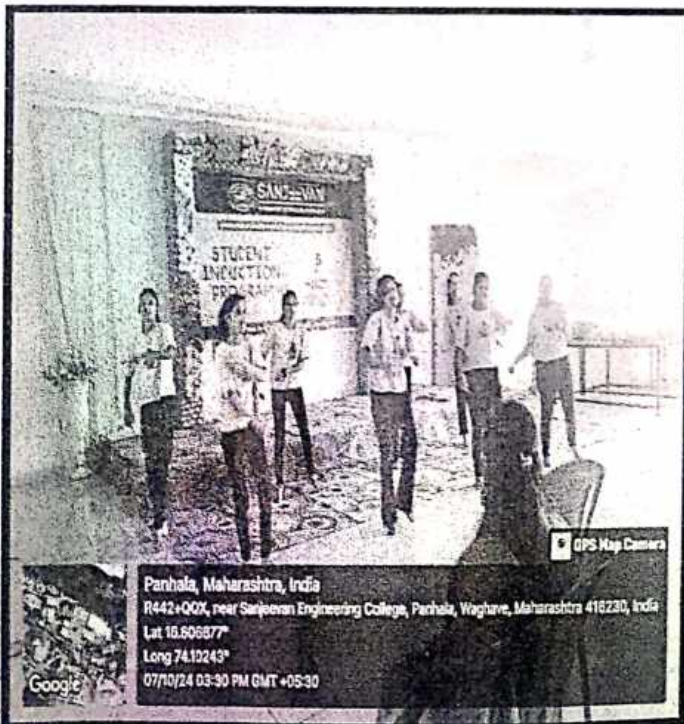 SANJEEVAN
STUDENT
INDUCTION
PROGRAM
GPS Map Camera
Panhala, Maharashtra, India
R442+QQX, near Sanjeevan Engineering College, Panhala, Waghave, Maharashtra 416230, India
Lat 16.806877°
Long 74.10243°
07/10/24 03:30 PM GMT +05:30
Google